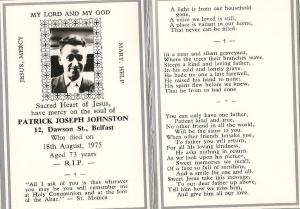 MY LORD AND MY GOD
JESUS, MERCY
MARY, HELP
Sacred Heart of Jesus,
have mercy on the soul of
PATRICK JOSEPH JOHNSTON
12, Dawson St., Belfast
Who died on
18th August, 1975
Aged 73 years
— R.I.P. —
"All I ask of you is that wherever
you may be you will remember me
at Holy Communion and at the foot
of the Altar." — St. Monica
A light is from our household
gone,
A voice we loved is still,
A place is vacant in our home,
That never can be filled.
In a near and silent graveyard,
Where the trees their branches wave,
Sleeps a kind and loving father,
In his cold and lonely grave.
He bade no one a last farewell,
He raised his hand to none,
His spirit flew before we knew,
That he from us had gone
You can only have one father,
Patient, kind and true,
No other friend in all the world,
Will be the same to you.
When other friends forsake you,
To father you will return,
For all his loving kindness,
He asks nothing in return.
As we look upon his picture,
Sweet memories we recall,
Of a face so full of sunshine,
And a smile for one and all.
Sweet Jesus take this message,
To our dear father up above,
Tell him how we miss him,
And give him all our love.